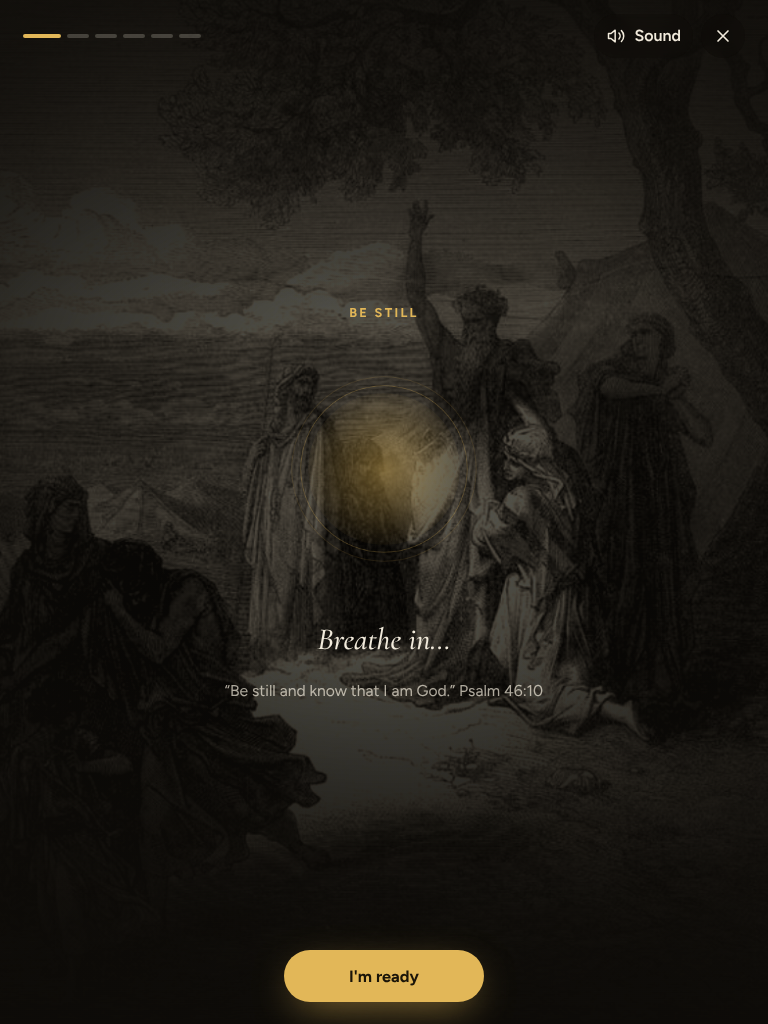 Sound
BE STILL
Breathe in...
“Be still and know that I am God.” Psalm 46:10
I'm ready